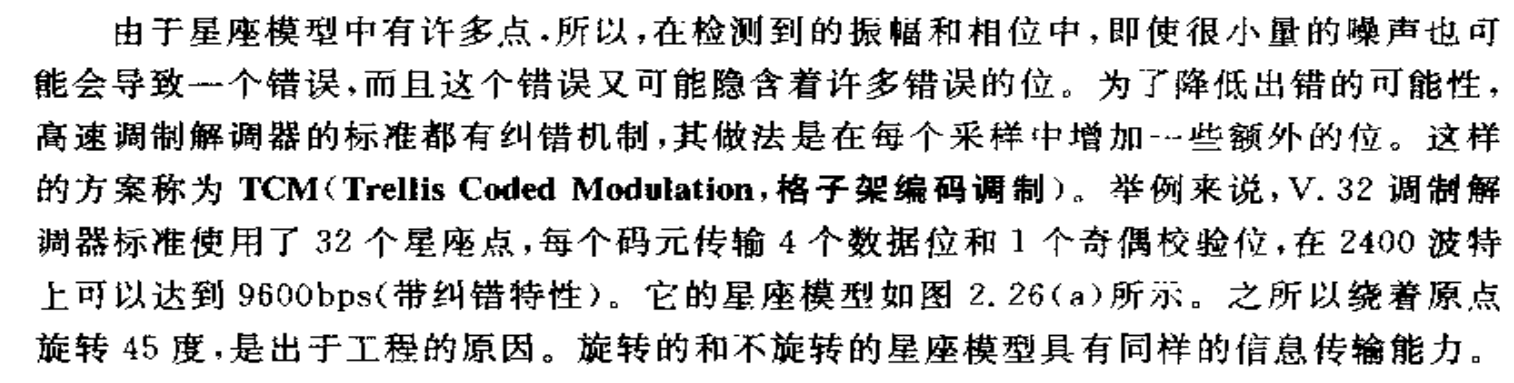 由于星座模型中有许多点,所以,在检测到的振幅和相位中,即使很小量的噪声也可
能会导致一个错误,而且这个错误又可能隐含着许多错误的位。为了降低出错的可能性,
高速调制解调器的标准都有纠错机制,其做法是在每个采样中增加一些额外的位。这样
的方案称为 TCM(Trellis Coded Modulation,格子架编码调制)。举例来说,V.32 调制解
调器标准使用了 32 个星座点,每个码元传输 4 个数据位和 1 个奇偶校验位,在 2400 波特
上可以达到 9600bps(带纠错特性)。它的星座模型如图 2.26(a)所示。之所以绕着原点
旋转 45 度,是出于工程的原因。旋转的和不旋转的星座模型具有同样的信息传输能力。